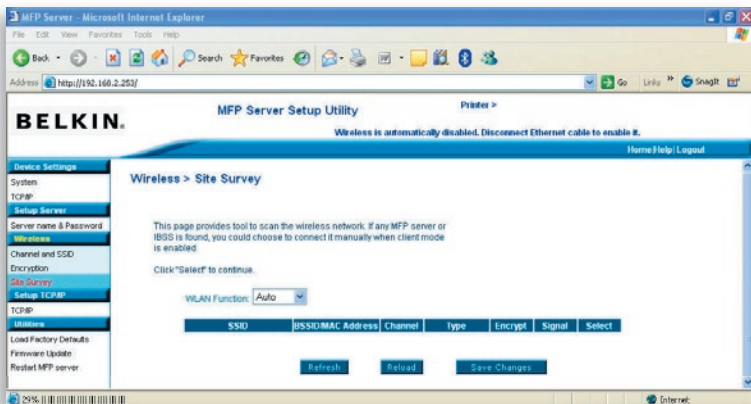 MFP Server - Microsoft Internet Explorer
File Edit View Favorites Tools Help
Back Search Favorites
Address http://192.168.2.253/ Go Links » SnagIt
BELKIN.
MFP Server Setup Utility
Printer >
Wireless is automatically disabled. Disconnect Ethernet cable to enable it.
Home|Help|Logout
Device Settings
System
TCP/IP
Setup Server
Server name & Password
Wireless
Channel and SSID
Encryption
Site Survey
Setup TCP/IP
TCP/IP
Utilities
Load Factory Defaults
Firmware Update
Restart MFP server
Wireless > Site Survey
This page provides tool to scan the wireless network. If any MFP server or
IBSS is found, you could choose to connect it manually when client mode
is enabled
Click "Select" to continue.
WLAN Function: Auto
SSID BSSID/MAC Address Channel Type Encrypt Signal Select
Refresh Reload Save Changes
29% Internet